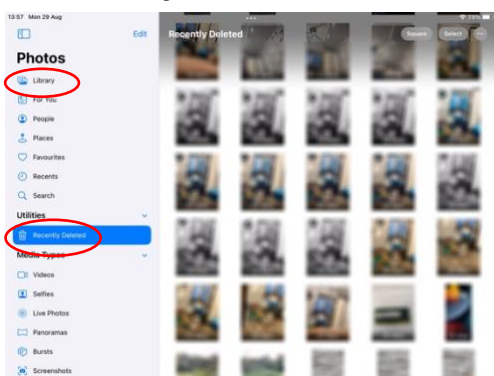 13:57 Mon 29 Aug
73%
Edit
Recently Deleted
Square
Select
Photos
Library
For You
People
Places
Favourites
Recents
Search
Utilities
Recently Deleted
Media Types
Videos
Selfies
Live Photos
Panoramas
Bursts
Screenshots